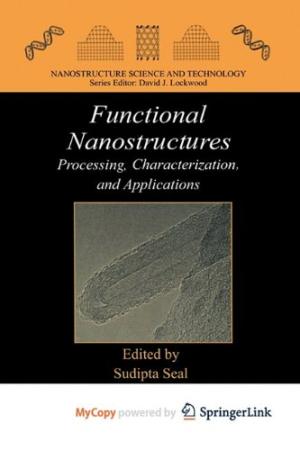 NANOSTRUCTURE SCIENCE AND TECHNOLOGY
Series Editor: David J. Lockwood
Functional
Nanostructures
Processing, Characterization,
and Applications
Edited by
Sudipta Seal
MyCopy powered by SpringerLink